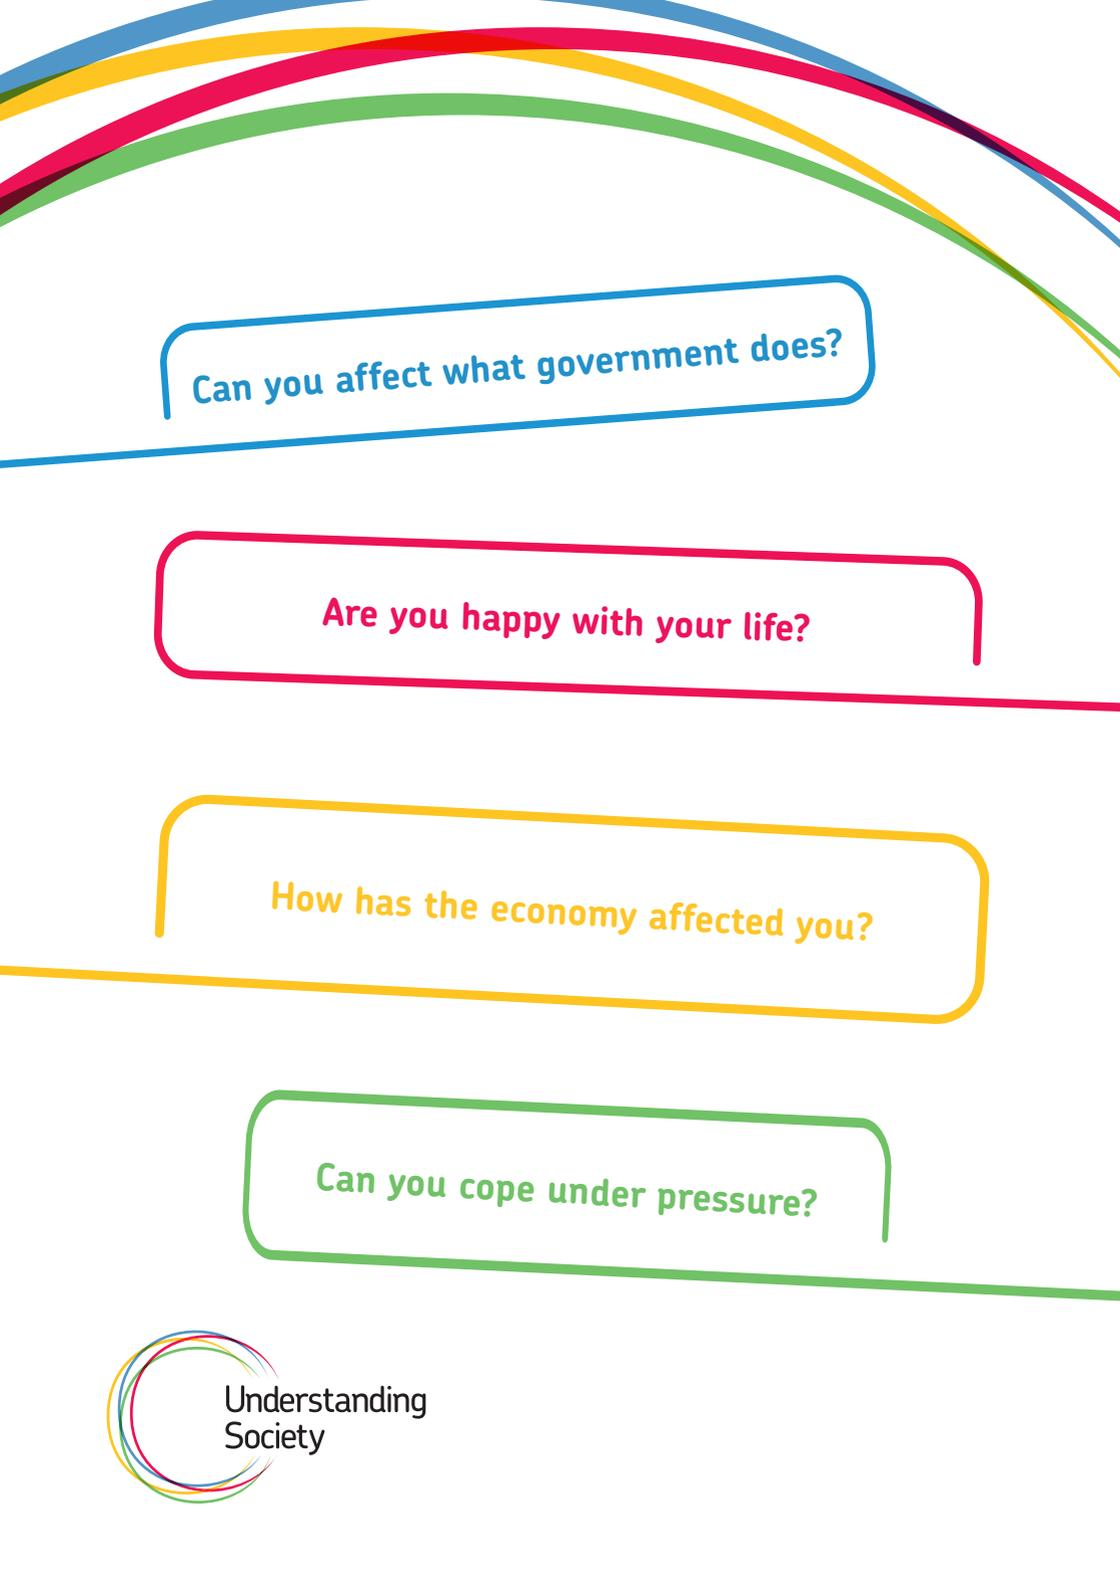 Can you affect what government does?
Are you happy with your life?
How has the economy affected you?
Can you cope under pressure?
Understanding
Society